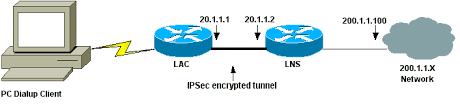 20.1.1.1
20.1.1.2
200.1.1.100
LAC
LNS
200.1.1.X
Network
IPSec encrypted tunnel
PC Dialup Client